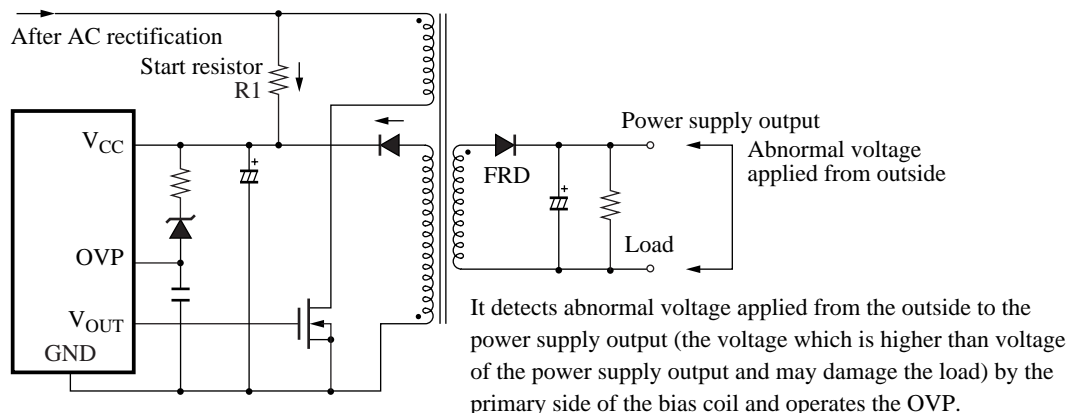 After AC rectification
Start resistor
R1
VCC
OVP
VOUT
GND
+
FRD
+
Power supply output
Abnormal voltage
applied from outside
Load
It detects abnormal voltage applied from the outside to the
power supply output (the voltage which is higher than voltage
of the power supply output and may damage the load) by the
primary side of the bias coil and operates the OVP.